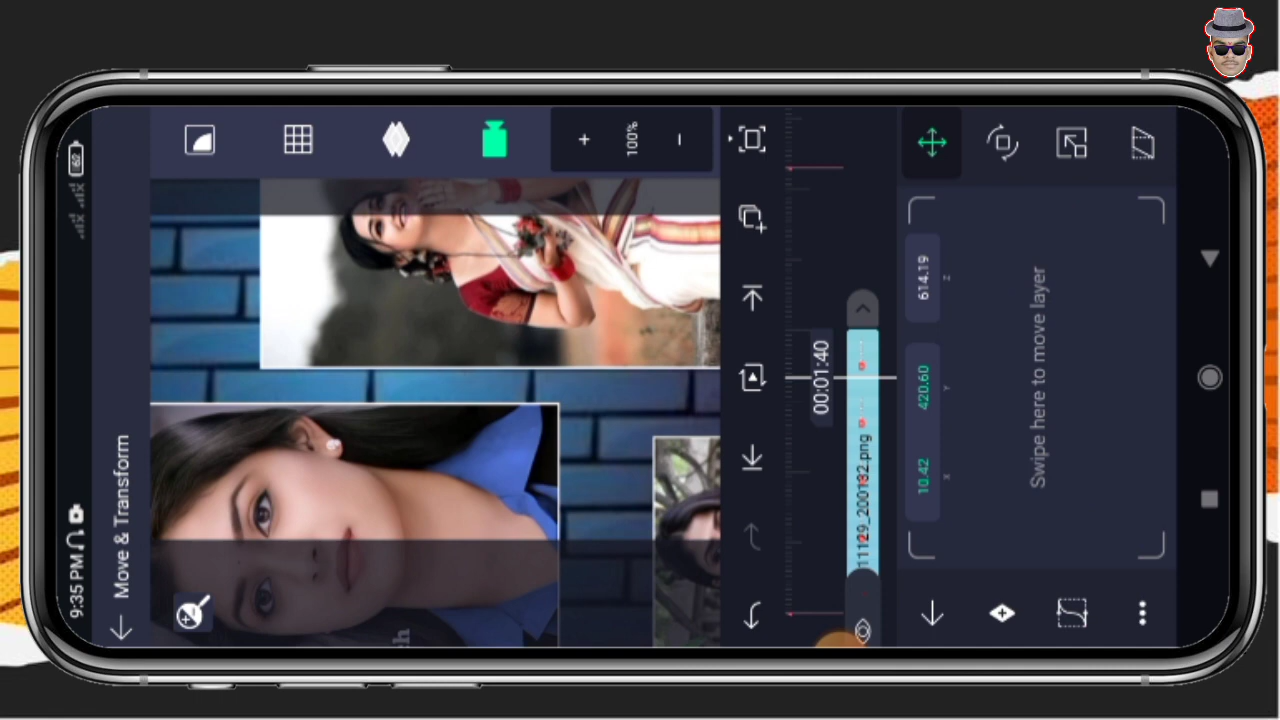 9:35 PM
62
Move & Transform
100%
00:01:40
11129_200132.png
10.42
420.60
614.19
X
Y
Z
Swipe here to move layer